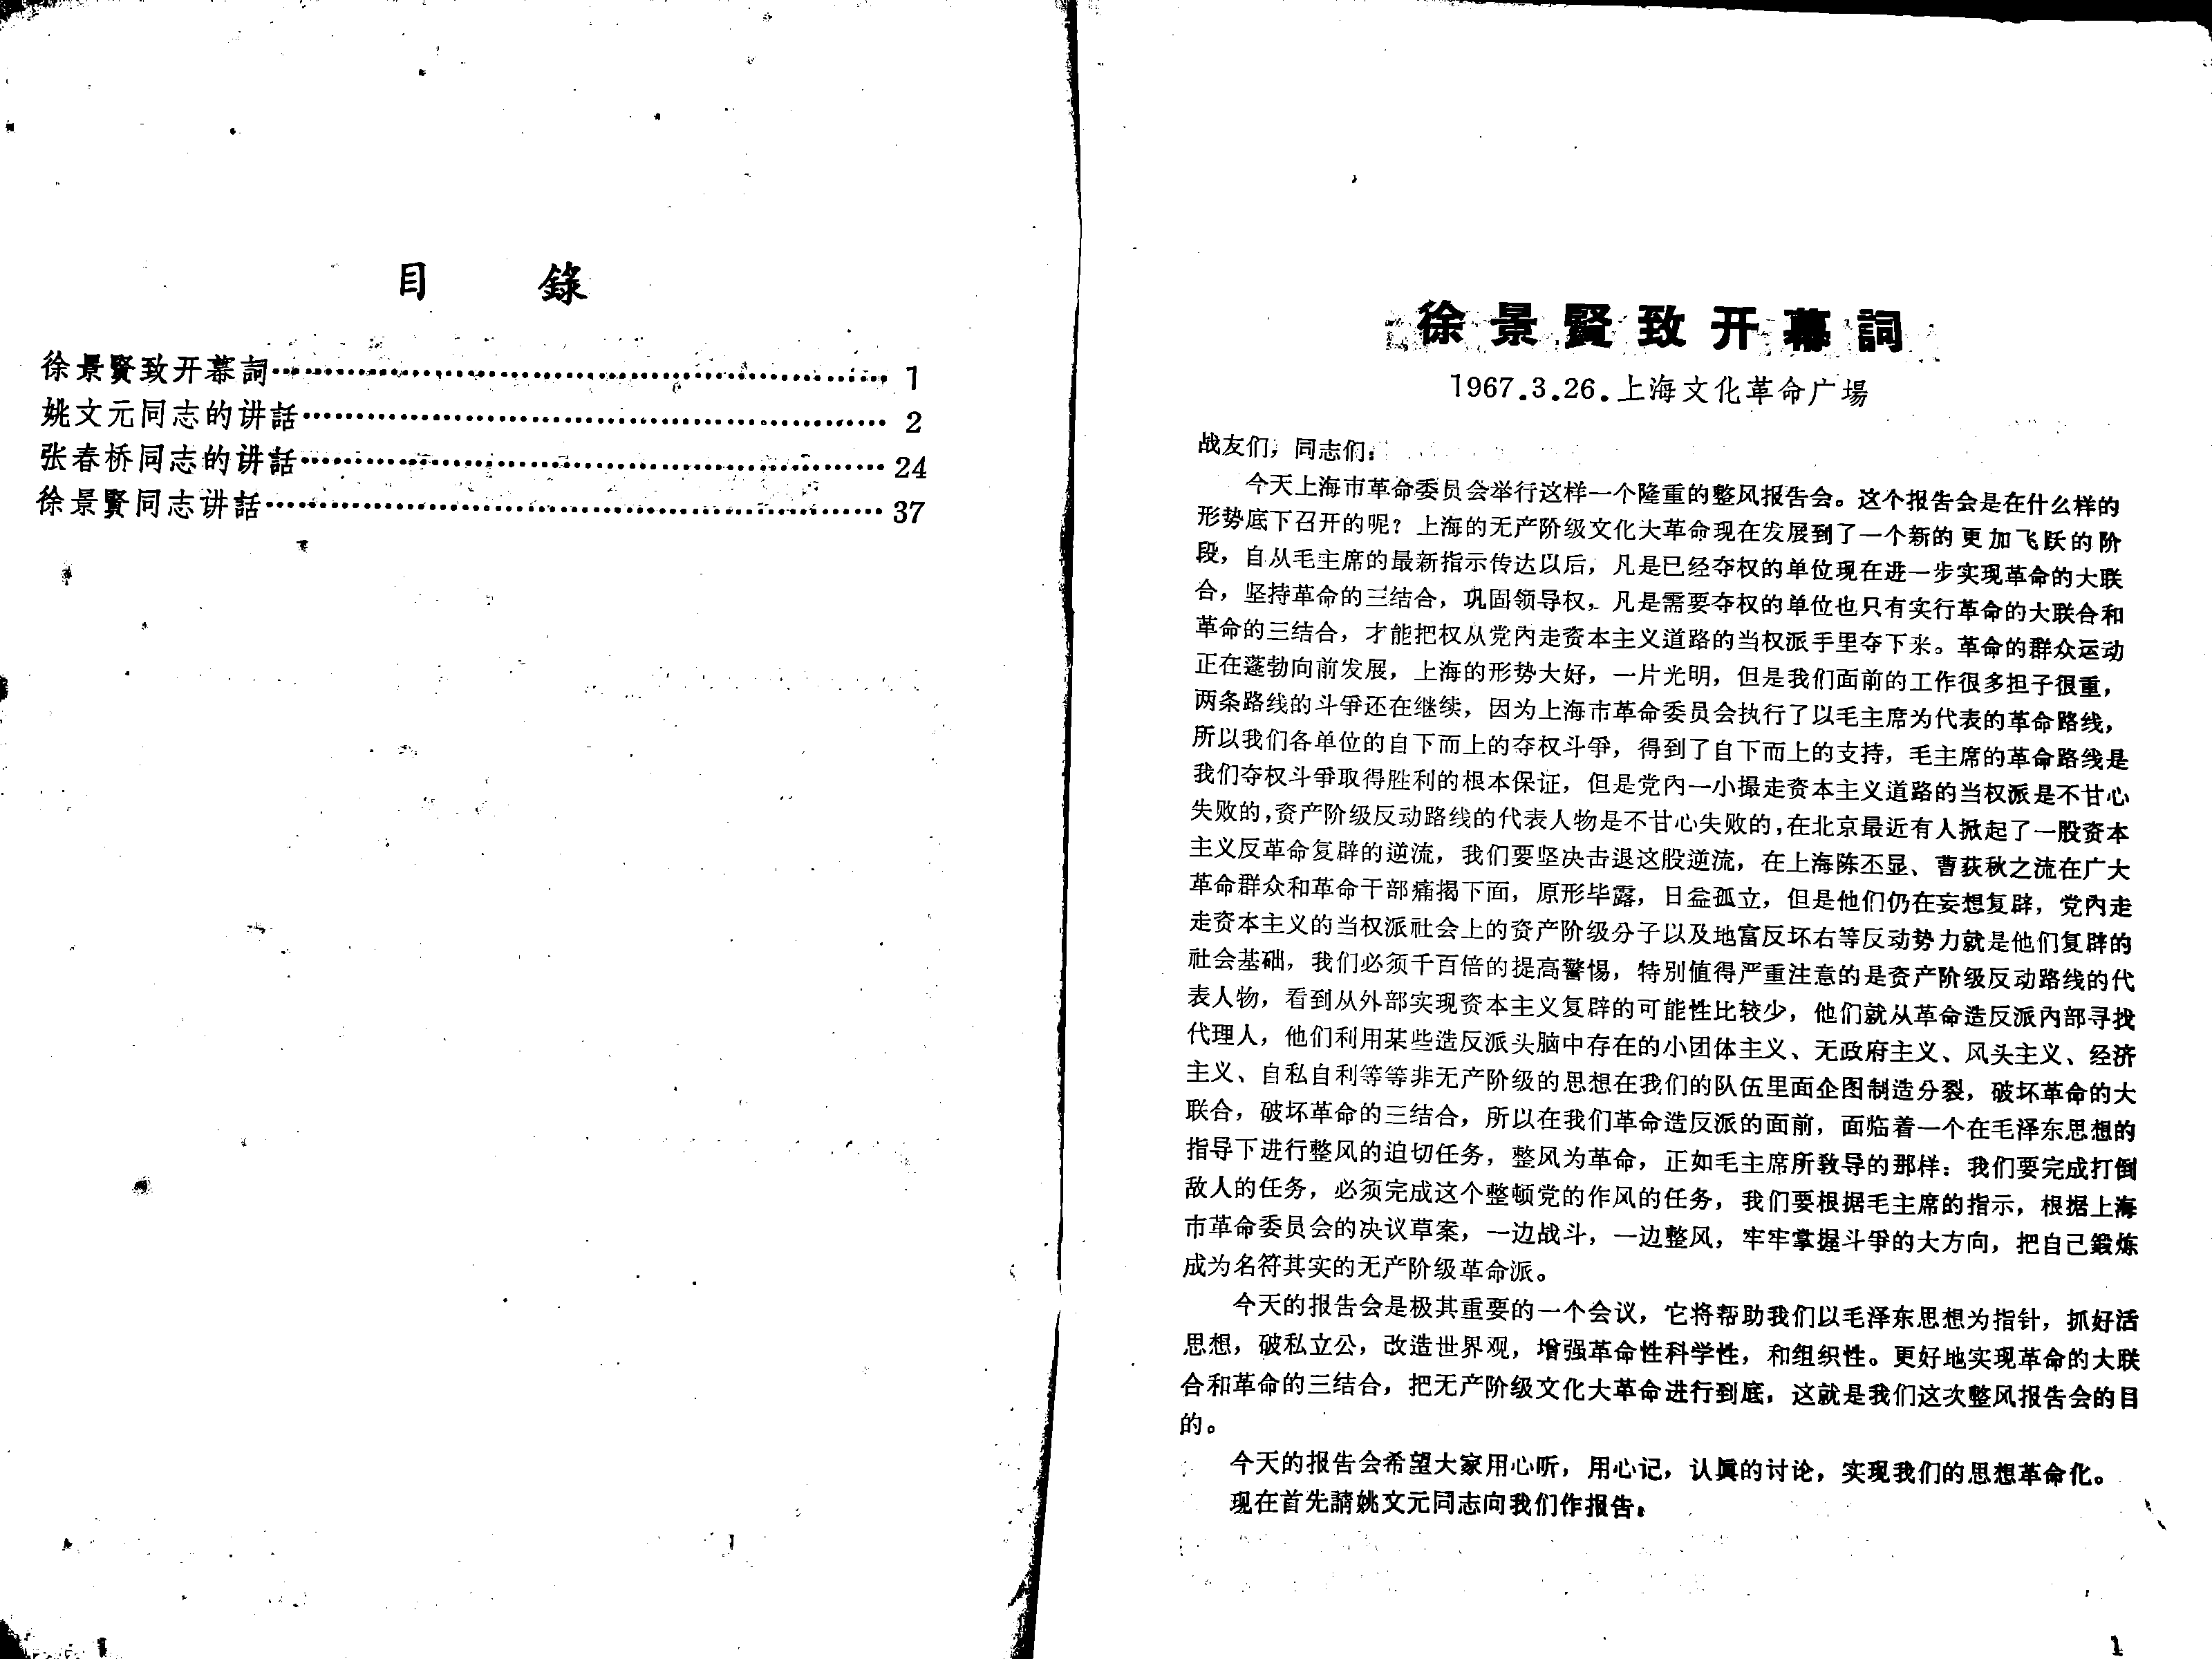 目　　錄
徐景賢致开幕詞…………………………………………………… 1
姚文元同志的讲話………………………………………………… 2
张春桥同志的讲話………………………………………………… 24
徐景賢同志讲話…………………………………………………… 37
徐景賢致开幕詞
1967.3.26.上海文化革命广場
战友们，同志们：
今天上海市革命委员会举行这样一个隆重的整风报告会。这个报告会是在什么样的
形势底下召开的呢？上海的无产阶级文化大革命现在发展到了一个新的更加飞跃的阶
段，自从毛主席的最新指示传达以后，凡是已经夺权的单位现在进一步实现革命的大联
合，坚持革命的三结合，巩固领导权。凡是需要夺权的单位也只有实行革命的大联合和
革命的三结合，才能把权从党内走资本主义道路的当权派手里夺下来。革命的群众运动
正在蓬勃向前发展，上海的形势大好，一片光明，但是我们面前的工作很多担子很重，
两条路线的斗爭还在继续，因为上海市革命委员会执行了以毛主席为代表的革命路线，
所以我们各单位的自下而上的夺权斗爭，得到了自下而上的支持，毛主席的革命路线是
我们夺权斗爭取得胜利的根本保证，但是党内一小撮走资本主义道路的当权派是不甘心
失败的，资产阶级反动路线的代表人物是不甘心失败的，在北京最近有人掀起了一股资本
主义反革命复辟的逆流，我们要坚决击退这股逆流，在上海陈丕显、曹荻秋之流在广大
革命群众和革命干部痛揭下面，原形毕露，日益孤立，但是他们仍在妄想复辟，党内走
走资本主义的当权派社会上的资产阶级分子以及地富反坏右等反动势力就是他们复辟的
社会基础，我们必须千百倍的提高警惕，特别值得严重注意的是资产阶级反动路线的代
表人物，看到从外部实现资本主义复辟的可能性比较少，他们就从革命造反派内部寻找
代理人，他们利用某些造反派头脑中存在的小团体主义、无政府主义、风头主义、经济
主义、自私自利等等非无产阶级的思想在我们的队伍里面企图制造分裂，破坏革命的大
联合，破坏革命的三结合，所以在我们革命造反派的面前，面临着一个在毛泽东思想的
指导下进行整风的迫切任务，整风为革命，正如毛主席所敎导的那样：我们要完成打倒
敌人的任务，必须完成这个整顿党的作风的任务，我们要根据毛主席的指示，根据上海
市革命委员会的决议草案，一边战斗，一边整风，牢牢掌握斗爭的大方向，把自己鍛炼
成为名符其实的无产阶级革命派。
今天的报告会是极其重要的一个会议，它将帮助我们以毛泽东思想为指针，抓好活
思想，破私立公，改造世界观，增强革命性科学性，和组织性。更好地实现革命的大联
合和革命的三结合，把无产阶级文化大革命进行到底，这就是我们这次整风报告会的目
的。
今天的报告会希望大家用心听，用心记，认眞的讨论，实现我们的思想革命化。
现在首先請姚文元同志向我们作报告。
1